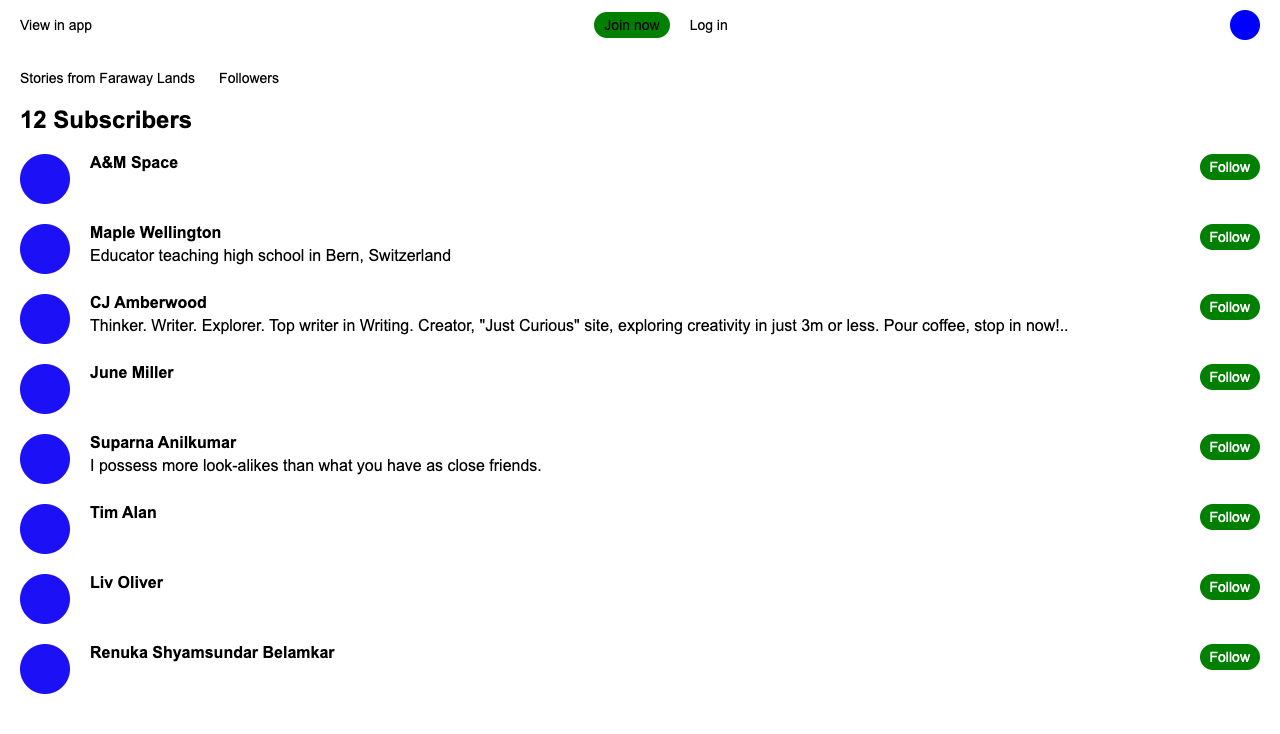 View in app
Join now
Log in
Stories from Faraway Lands
Followers
12 Subscribers
A&M Space
Follow
Maple Wellington
Follow
Educator teaching high school in Bern, Switzerland
CJ Amberwood
Follow
Thinker. Writer. Explorer. Top writer in Writing. Creator, "Just Curious" site, exploring creativity in just 3m or less. Pour coffee, stop in now!..
June Miller
Follow
Suparna Anilkumar
Follow
I possess more look-alikes than what you have as close friends.
Tim Alan
Follow
Liv Oliver
Follow
Renuka Shyamsundar Belamkar
Follow